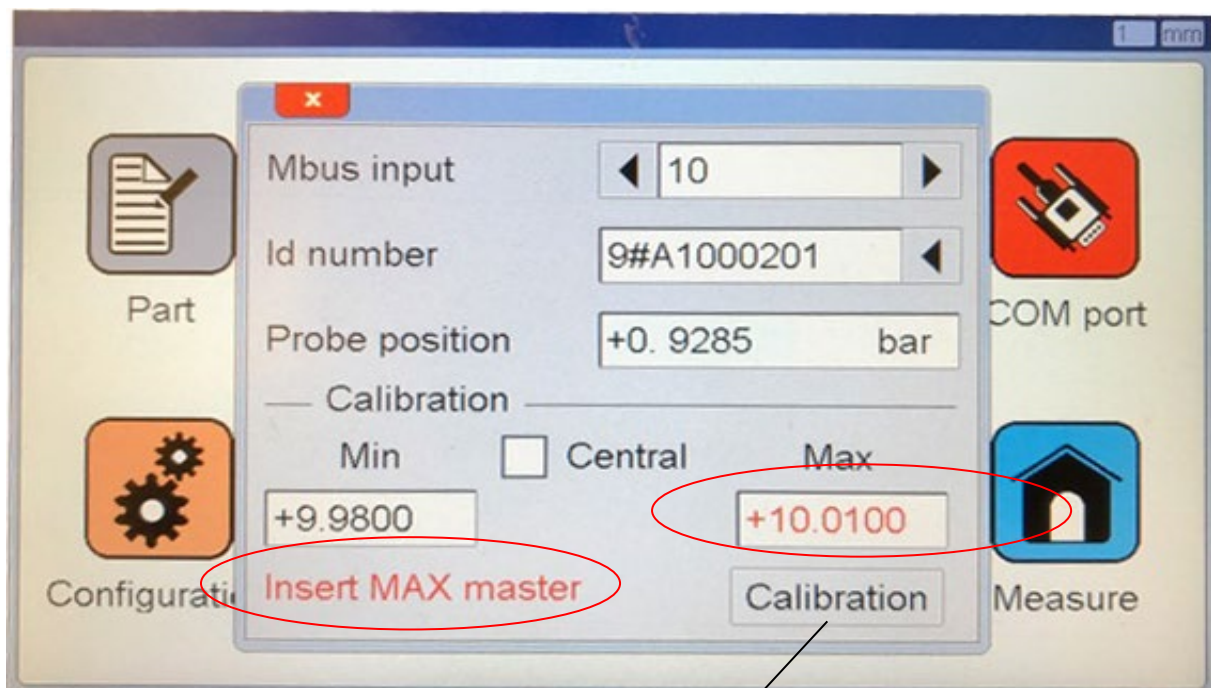 1 mm
x
Mbus input 10
Id number 9#A1000201
Part
COM port
Probe position +0. 9285 bar
Calibration
Min Central Max
+9.9800 +10.0100
Configurati
Insert MAX master
Calibration
Measure